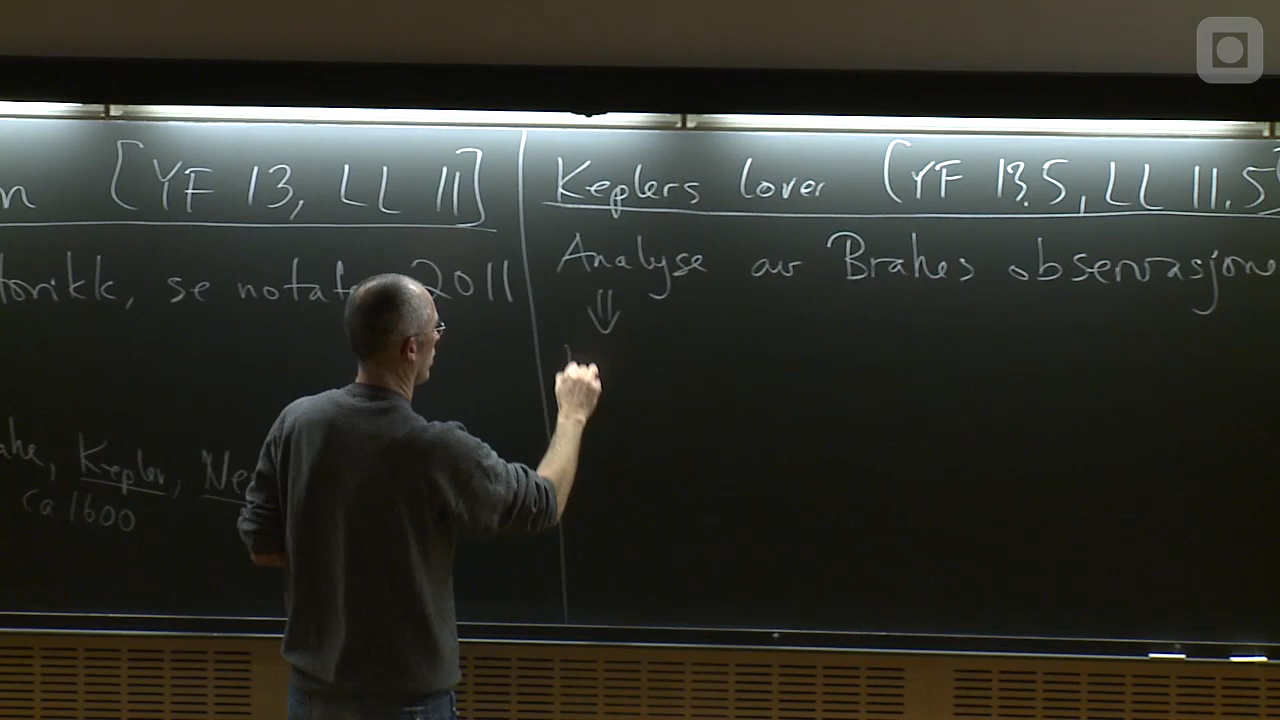 n [YF 13, LL 11]
torikk, se notat 2011
ahe, Kepler, Ne
ca 1600
Keplers lover (YF 13.5, LL 11.5)
Analyse av Brahes observasjone
⇓